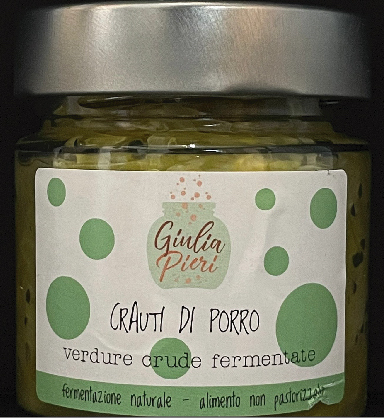 Giulia
Pieri
CRAUTI DI PORRO
verdure crude fermentate
fermentazione naturale - alimento non pastorizzato